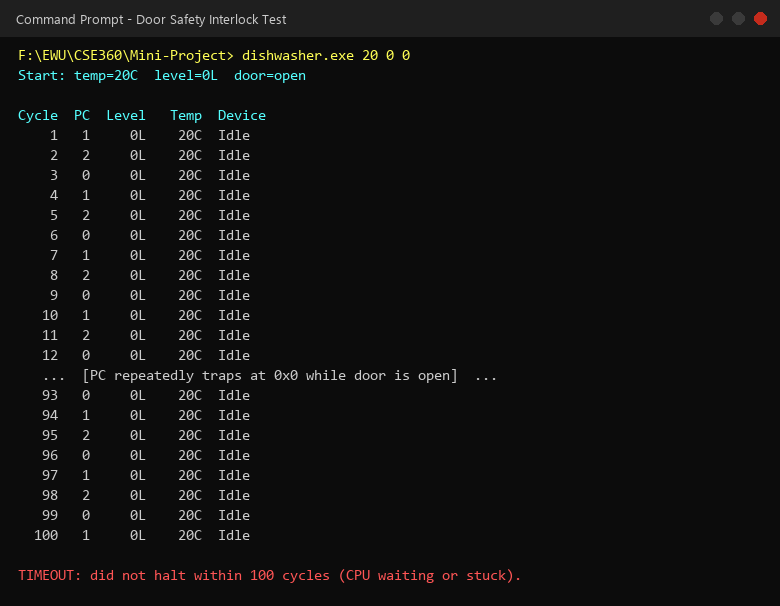 Command Prompt - Door Safety Interlock Test
F:\EWU\CSE360\Mini-Project> dishwasher.exe 20 0 0
Start: temp=20C  level=0L  door=open
Cycle  PC  Level   Temp  Device
1   1     0L    20C  Idle
2   2     0L    20C  Idle
3   0     0L    20C  Idle
4   1     0L    20C  Idle
5   2     0L    20C  Idle
6   0     0L    20C  Idle
7   1     0L    20C  Idle
8   2     0L    20C  Idle
9   0     0L    20C  Idle
10   1     0L    20C  Idle
11   2     0L    20C  Idle
12   0     0L    20C  Idle
...  [PC repeatedly traps at 0x0 while door is open]  ...
93   0     0L    20C  Idle
94   1     0L    20C  Idle
95   2     0L    20C  Idle
96   0     0L    20C  Idle
97   1     0L    20C  Idle
98   2     0L    20C  Idle
99   0     0L    20C  Idle
100   1     0L    20C  Idle
TIMEOUT: did not halt within 100 cycles (CPU waiting or stuck).